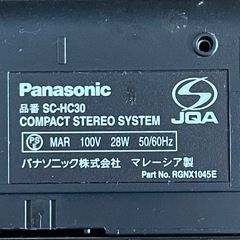 Panasonic
品番 SC-HC30
COMPACT STEREO SYSTEM
JQA
PS MAR 100V 28W 50/60Hz
パナソニック株式会社 マレーシア製
Part No. RGNX1045E